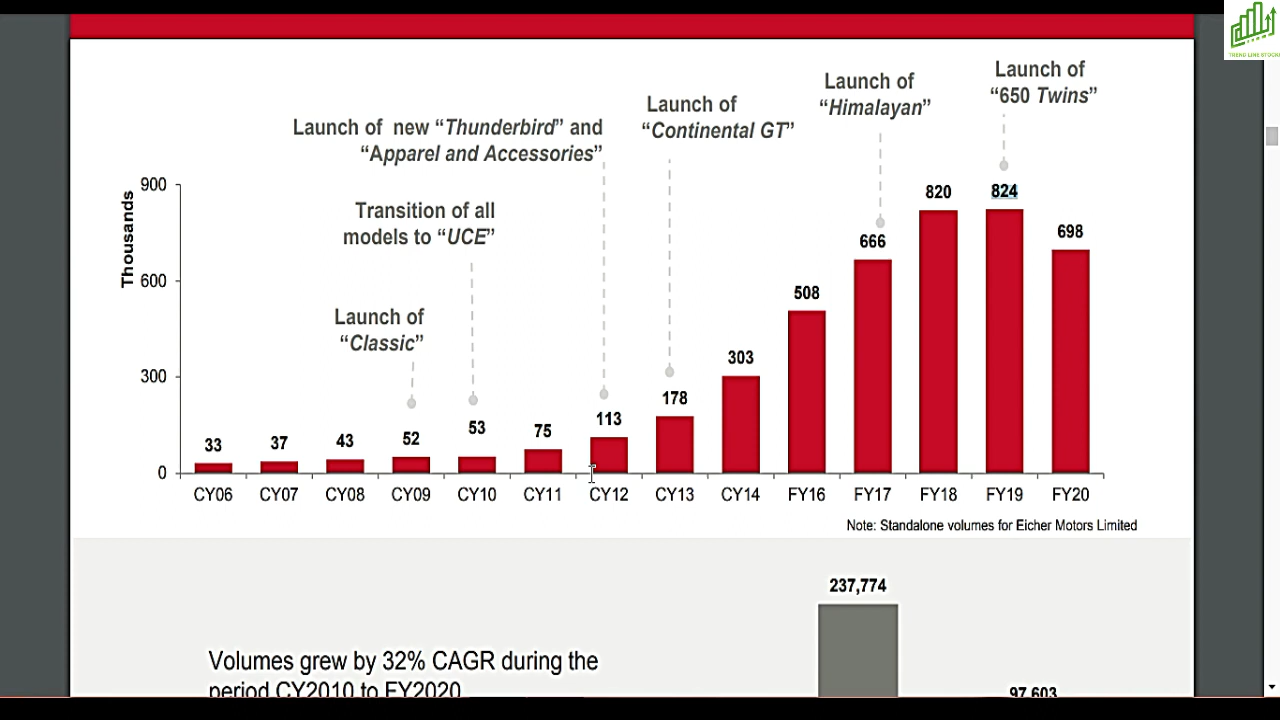 TREND LINE STOCKS
Launch of
“650 Twins”
Launch of
“Himalayan”
Launch of
“Continental GT”
Launch of new “Thunderbird” and
“Apparel and Accessories”
Transition of all
models to “UCE”
Launch of
“Classic”
Thousands
900
600
300
0
33 37 43 52 53 75 113 178 303 508 666 820 824 698
CY06 CY07 CY08 CY09 CY10 CY11 CY12 CY13 CY14 FY16 FY17 FY18 FY19 FY20
Note: Standalone volumes for Eicher Motors Limited
237,774
Volumes grew by 32% CAGR during the
period CY2010 to FY2020
97,603